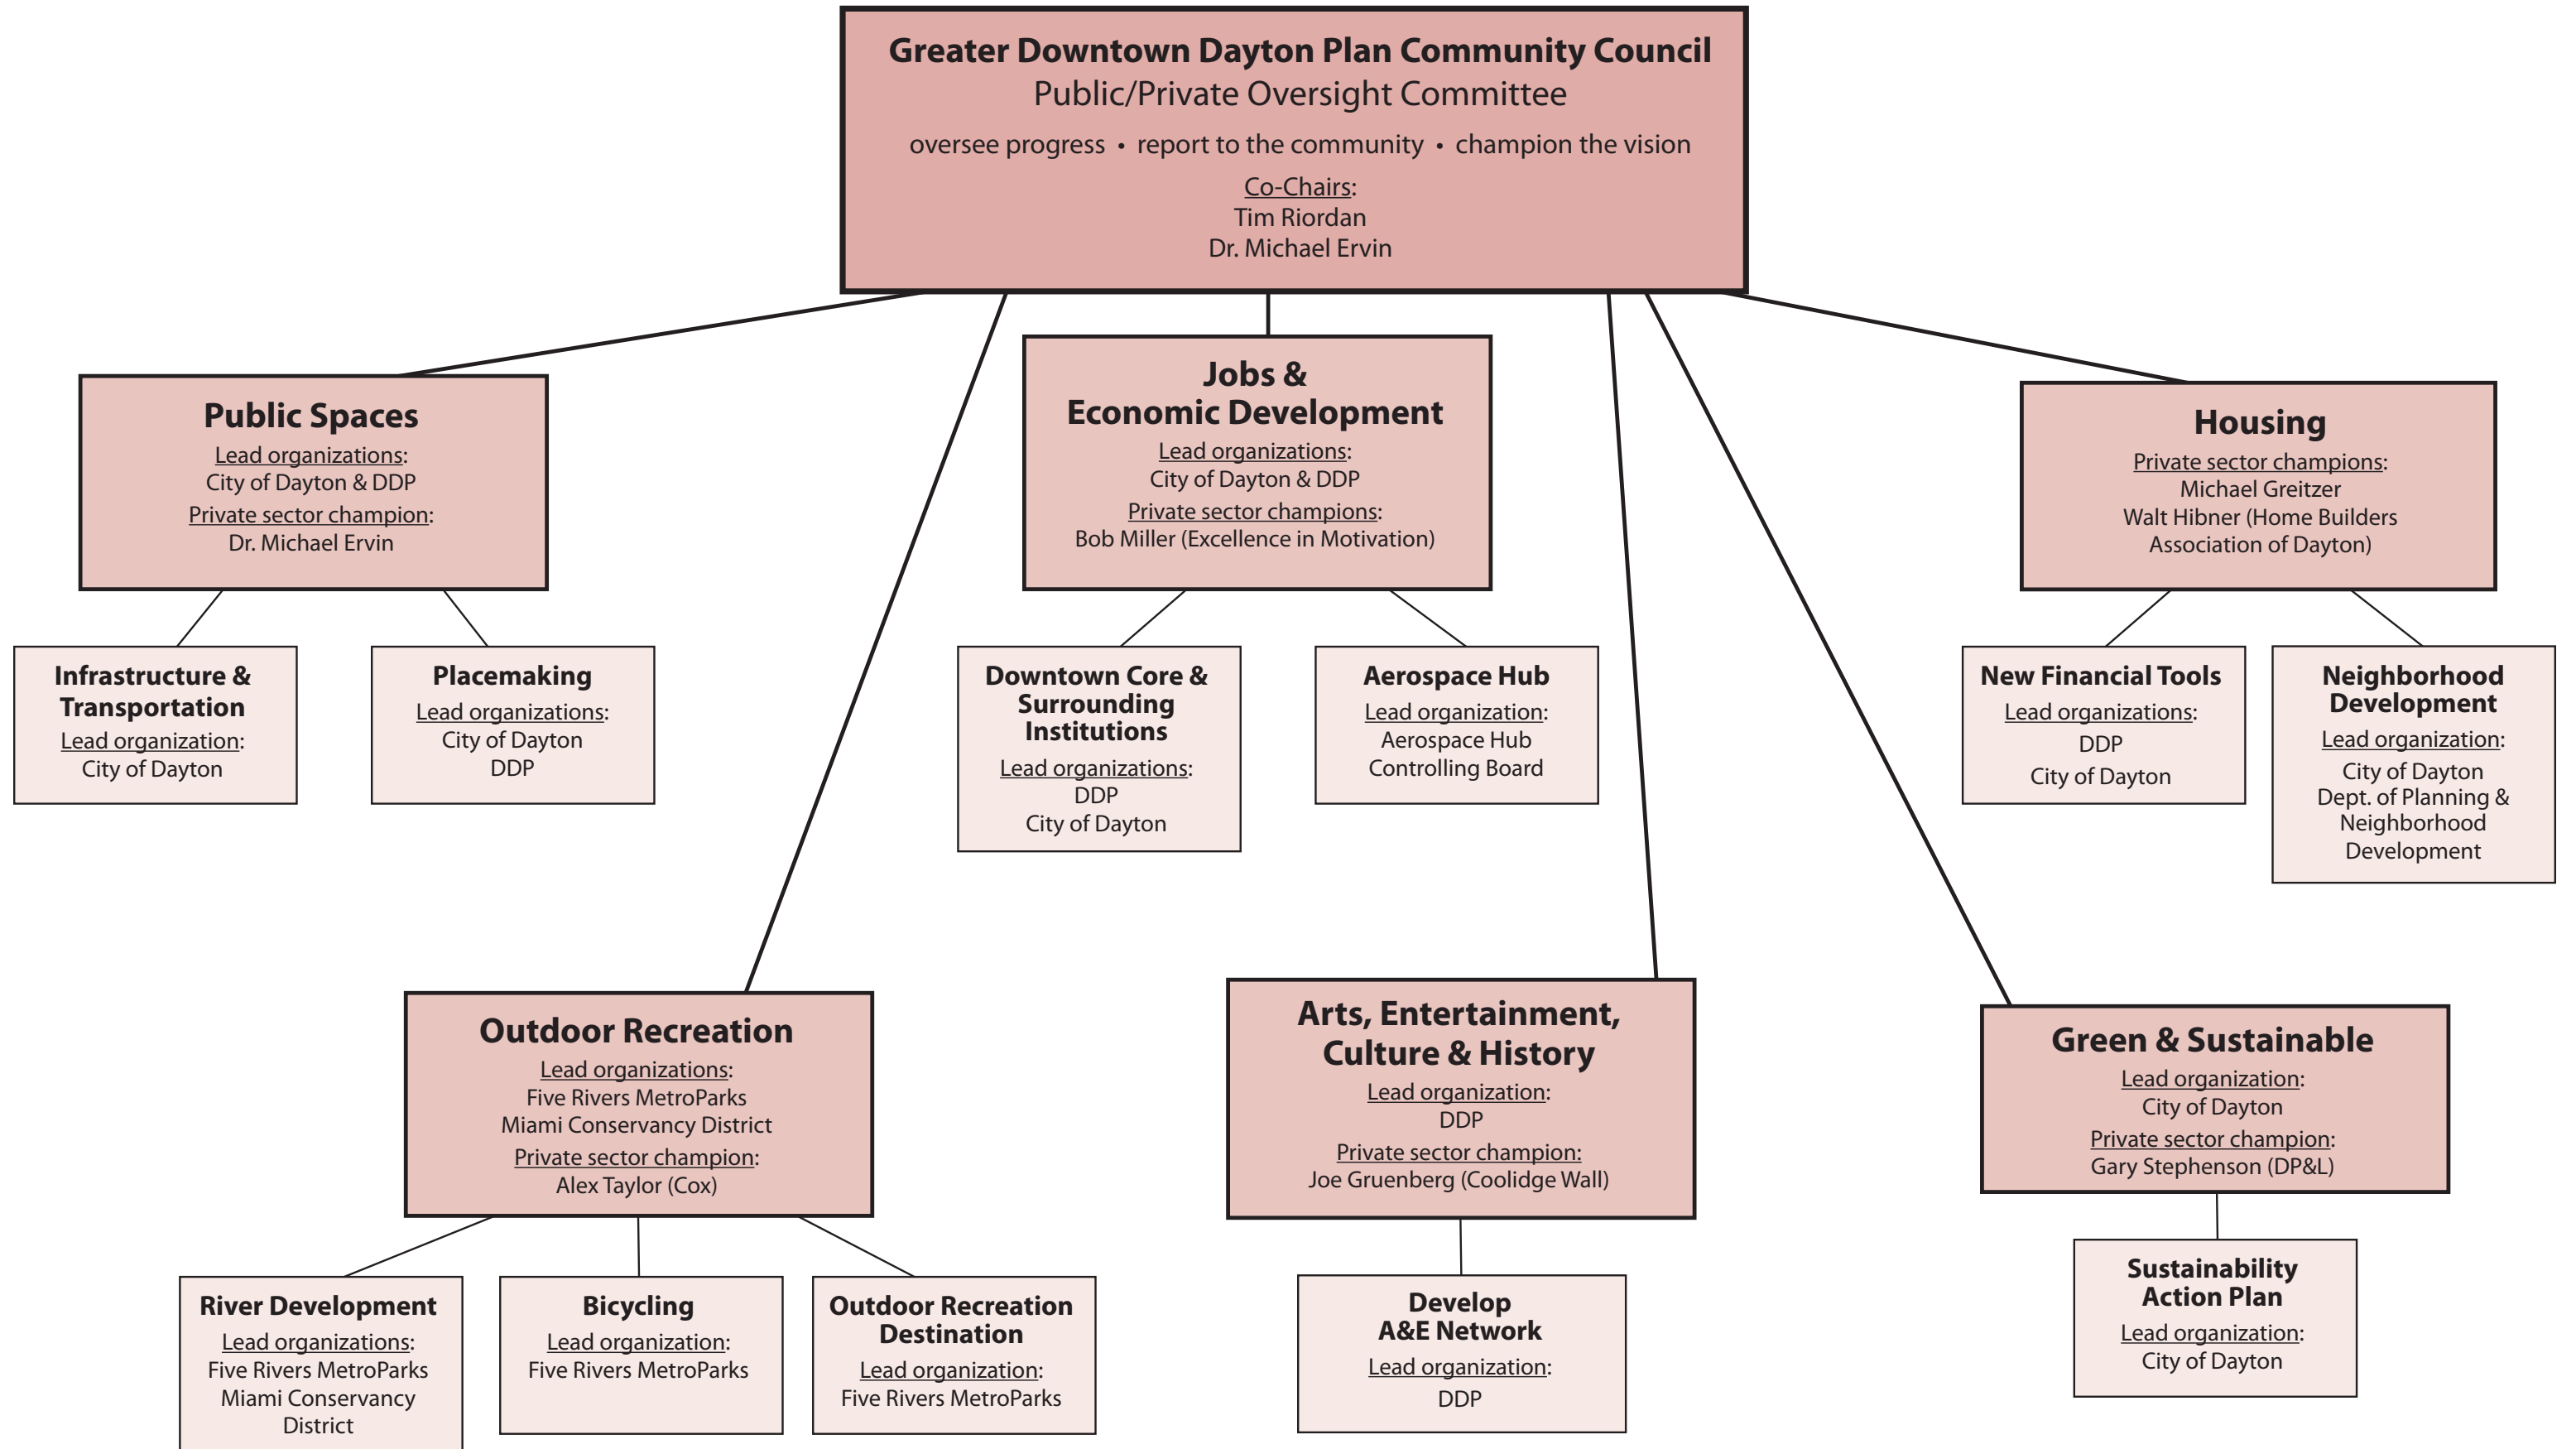 Greater Downtown Dayton Plan Community Council
Public/Private Oversight Committee
oversee progress • report to the community • champion the vision
Co-Chairs:
Tim Riordan
Dr. Michael Ervin
Public Spaces
Lead organizations:
City of Dayton & DDP
Private sector champion:
Dr. Michael Ervin
Jobs &
Economic Development
Lead organizations:
City of Dayton & DDP
Private sector champions:
Bob Miller (Excellence in Motivation)
Housing
Private sector champions:
Michael Greitzer
Walt Hibner (Home Builders
Association of Dayton)
Infrastructure &
Transportation
Lead organization:
City of Dayton
Placemaking
Lead organizations:
City of Dayton
DDP
Downtown Core &
Surrounding
Institutions
Lead organizations:
DDP
City of Dayton
Aerospace Hub
Lead organization:
Aerospace Hub
Controlling Board
New Financial Tools
Lead organizations:
DDP
City of Dayton
Neighborhood
Development
Lead organization:
City of Dayton
Dept. of Planning &
Neighborhood
Development
Outdoor Recreation
Lead organizations:
Five Rivers MetroParks
Miami Conservancy District
Private sector champion:
Alex Taylor (Cox)
Arts, Entertainment,
Culture & History
Lead organization:
DDP
Private sector champion:
Joe Gruenberg (Coolidge Wall)
Green & Sustainable
Lead organization:
City of Dayton
Private sector champion:
Gary Stephenson (DP&L)
River Development
Lead organizations:
Five Rivers MetroParks
Miami Conservancy
District
Bicycling
Lead organization:
Five Rivers MetroParks
Outdoor Recreation
Destination
Lead organization:
Five Rivers MetroParks
Develop
A&E Network
Lead organization:
DDP
Sustainability
Action Plan
Lead organization:
City of Dayton